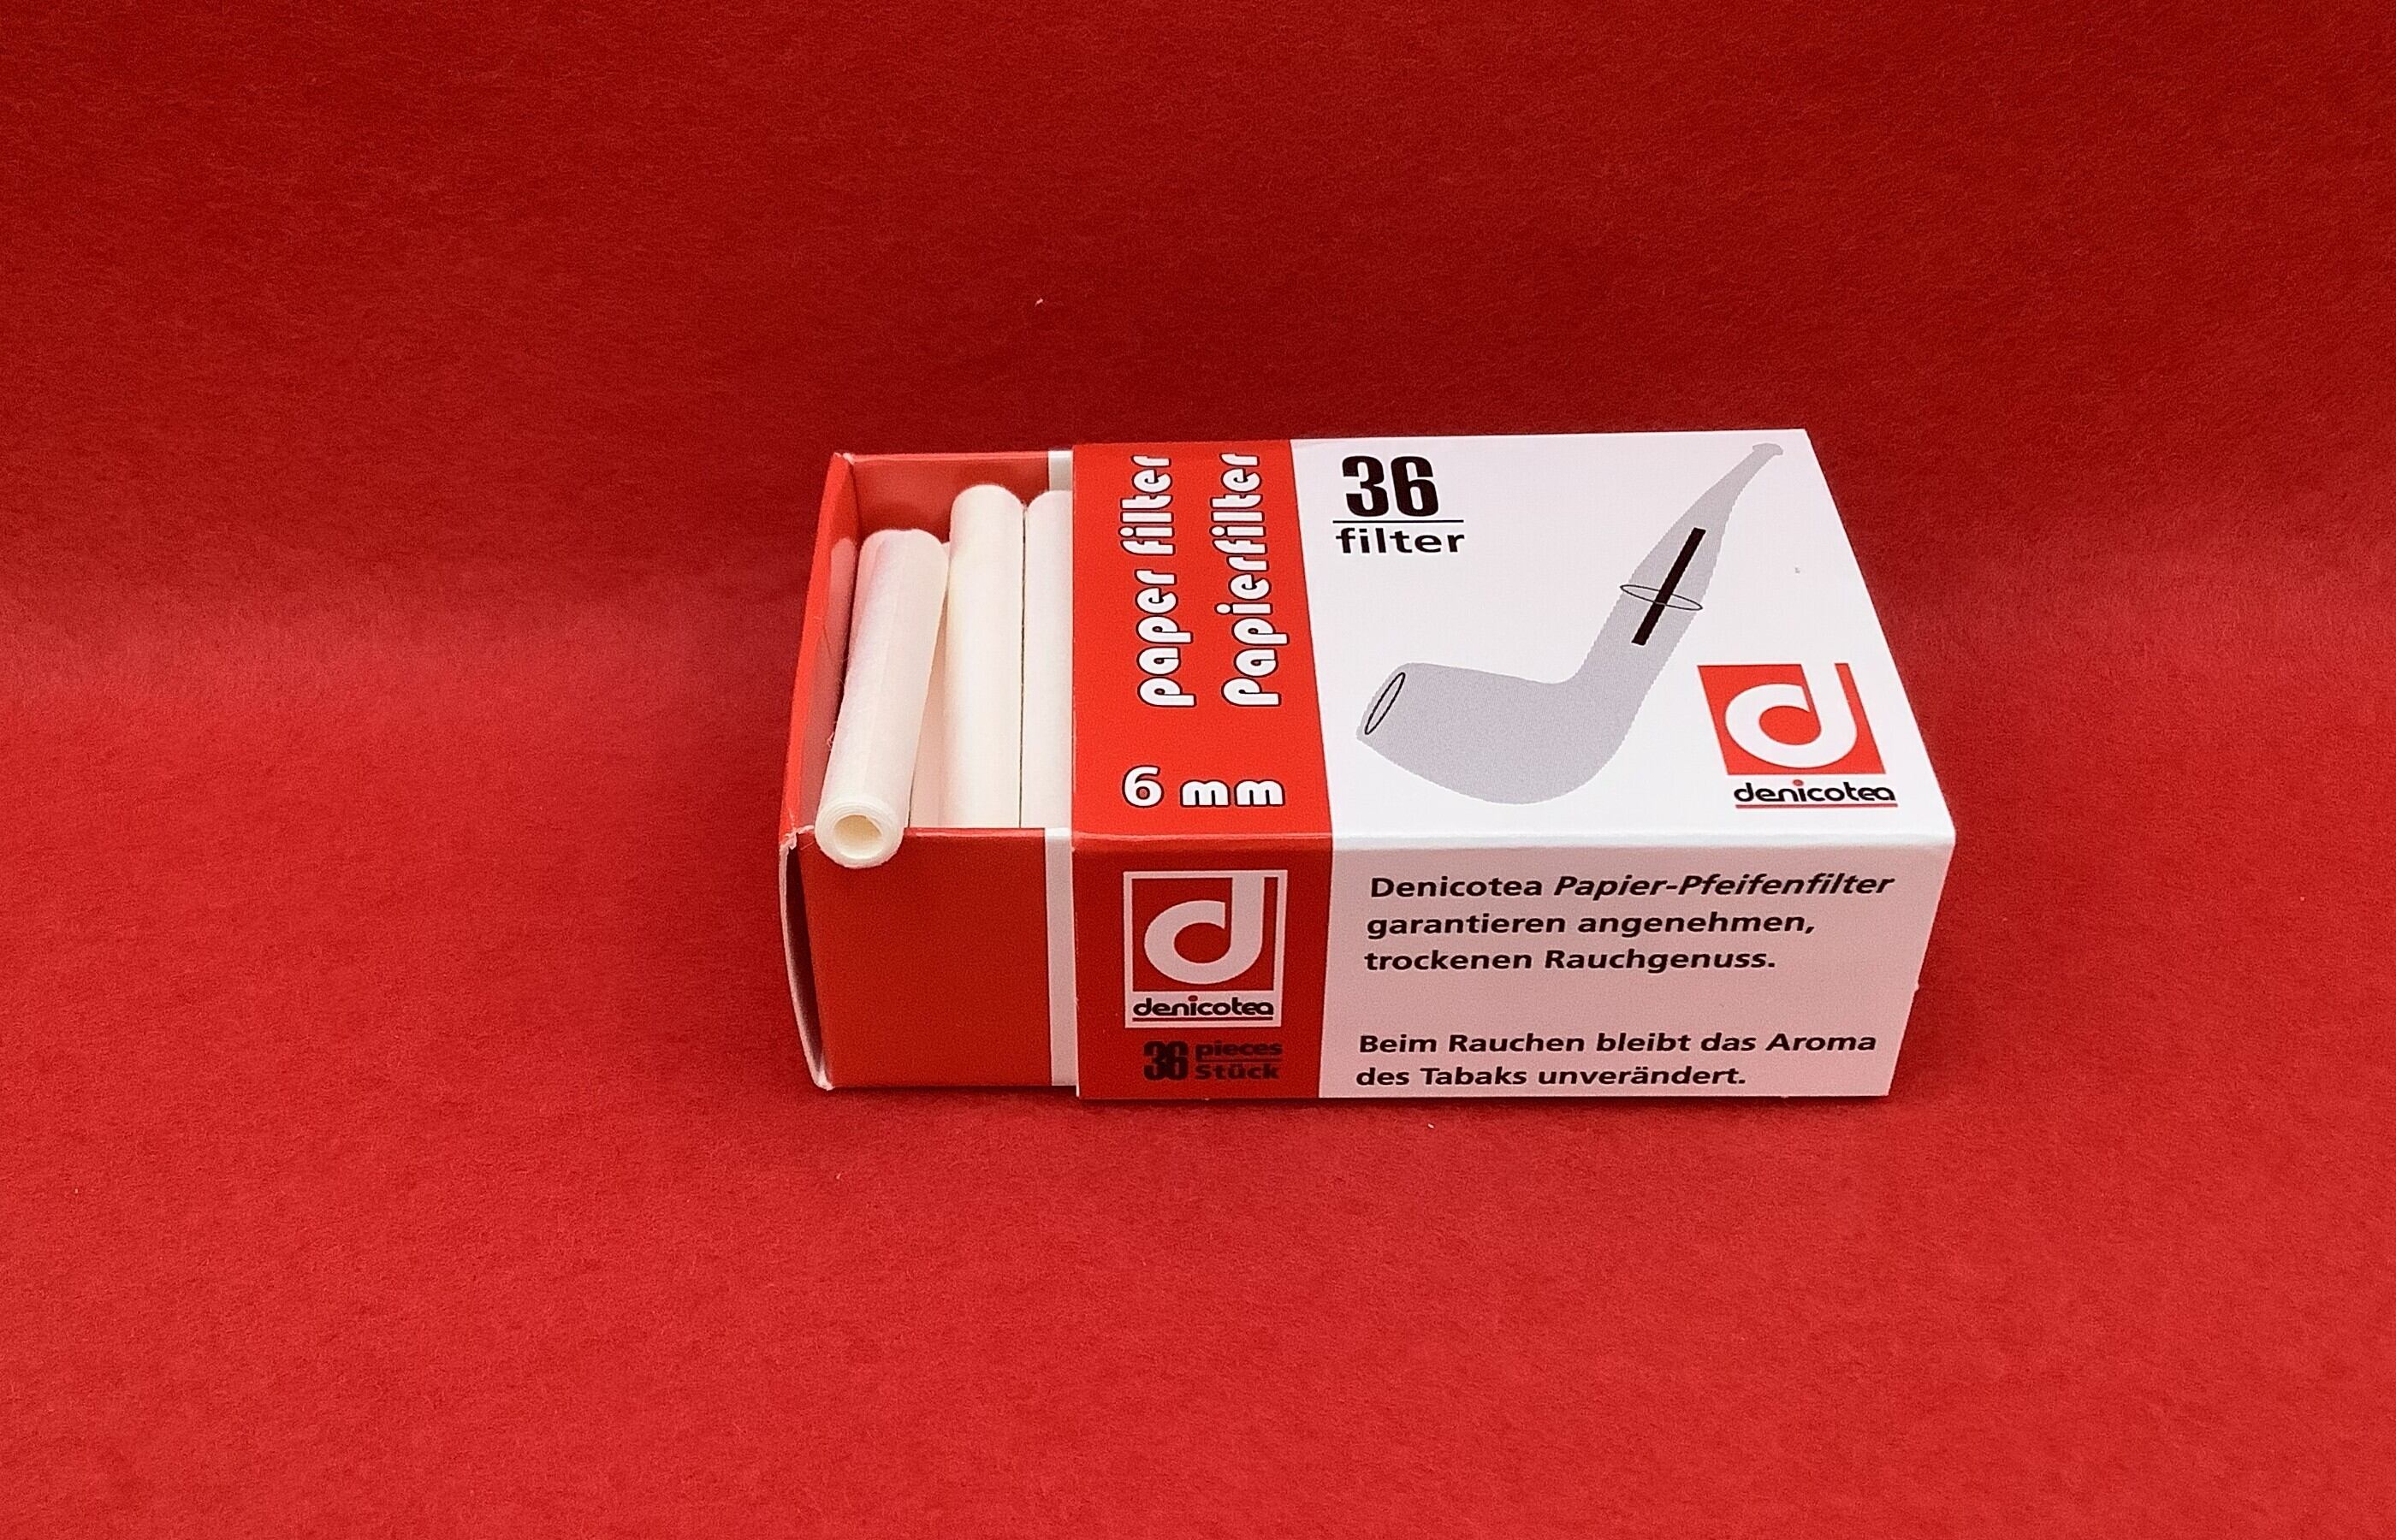 paper filter
Papierfilter
6 mm
36
filter
d
denicotea
d
denicotea
36 pieces
Stück
Denicotea Papier-Pfeifenfilter
garantieren angenehmen,
trockenen Rauchgenuss.
Beim Rauchen bleibt das Aroma
des Tabaks unverändert.